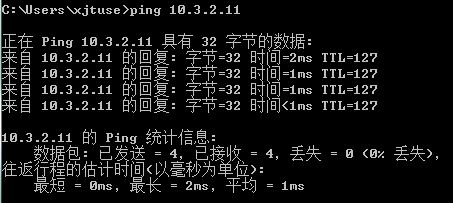 C:\Users\xjtuse>ping 10.3.2.11
正在 Ping 10.3.2.11 具有 32 字节的数据:
来自 10.3.2.11 的回复: 字节=32 时间=2ms TTL=127
来自 10.3.2.11 的回复: 字节=32 时间=1ms TTL=127
来自 10.3.2.11 的回复: 字节=32 时间=1ms TTL=127
来自 10.3.2.11 的回复: 字节=32 时间<1ms TTL=127
10.3.2.11 的 Ping 统计信息:
数据包: 已发送 = 4，已接收 = 4，丢失 = 0 (0% 丢失)，
往返行程的估计时间(以毫秒为单位):
最短 = 0ms，最长 = 2ms，平均 = 1ms